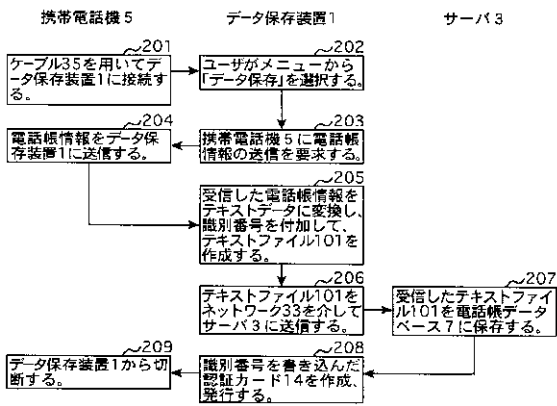 携帯電話機5
データ保存装置1
サーバ3
201
ケーブル35を用いてデ
ータ保存装置1に接続す
る。
202
ユーザがメニューから
「データ保存」を選択する。
203
携帯電話機5に電話帳
情報の送信を要求する。
204
電話帳情報をデータ保
存装置1に送信する。
205
受信した電話帳情報を
テキストデータに変換し、
識別番号を付加して、
テキストファイル101を
作成する。
206
テキストファイル101を
ネットワーク33を介して
サーバ3に送信する。
207
受信したテキストファイ
ル101を電話帳データ
ベース7に保存する。
208
識別番号を書き込んだ
認証カード14を作成、
発行する。
209
データ保存装置1から切
断する。